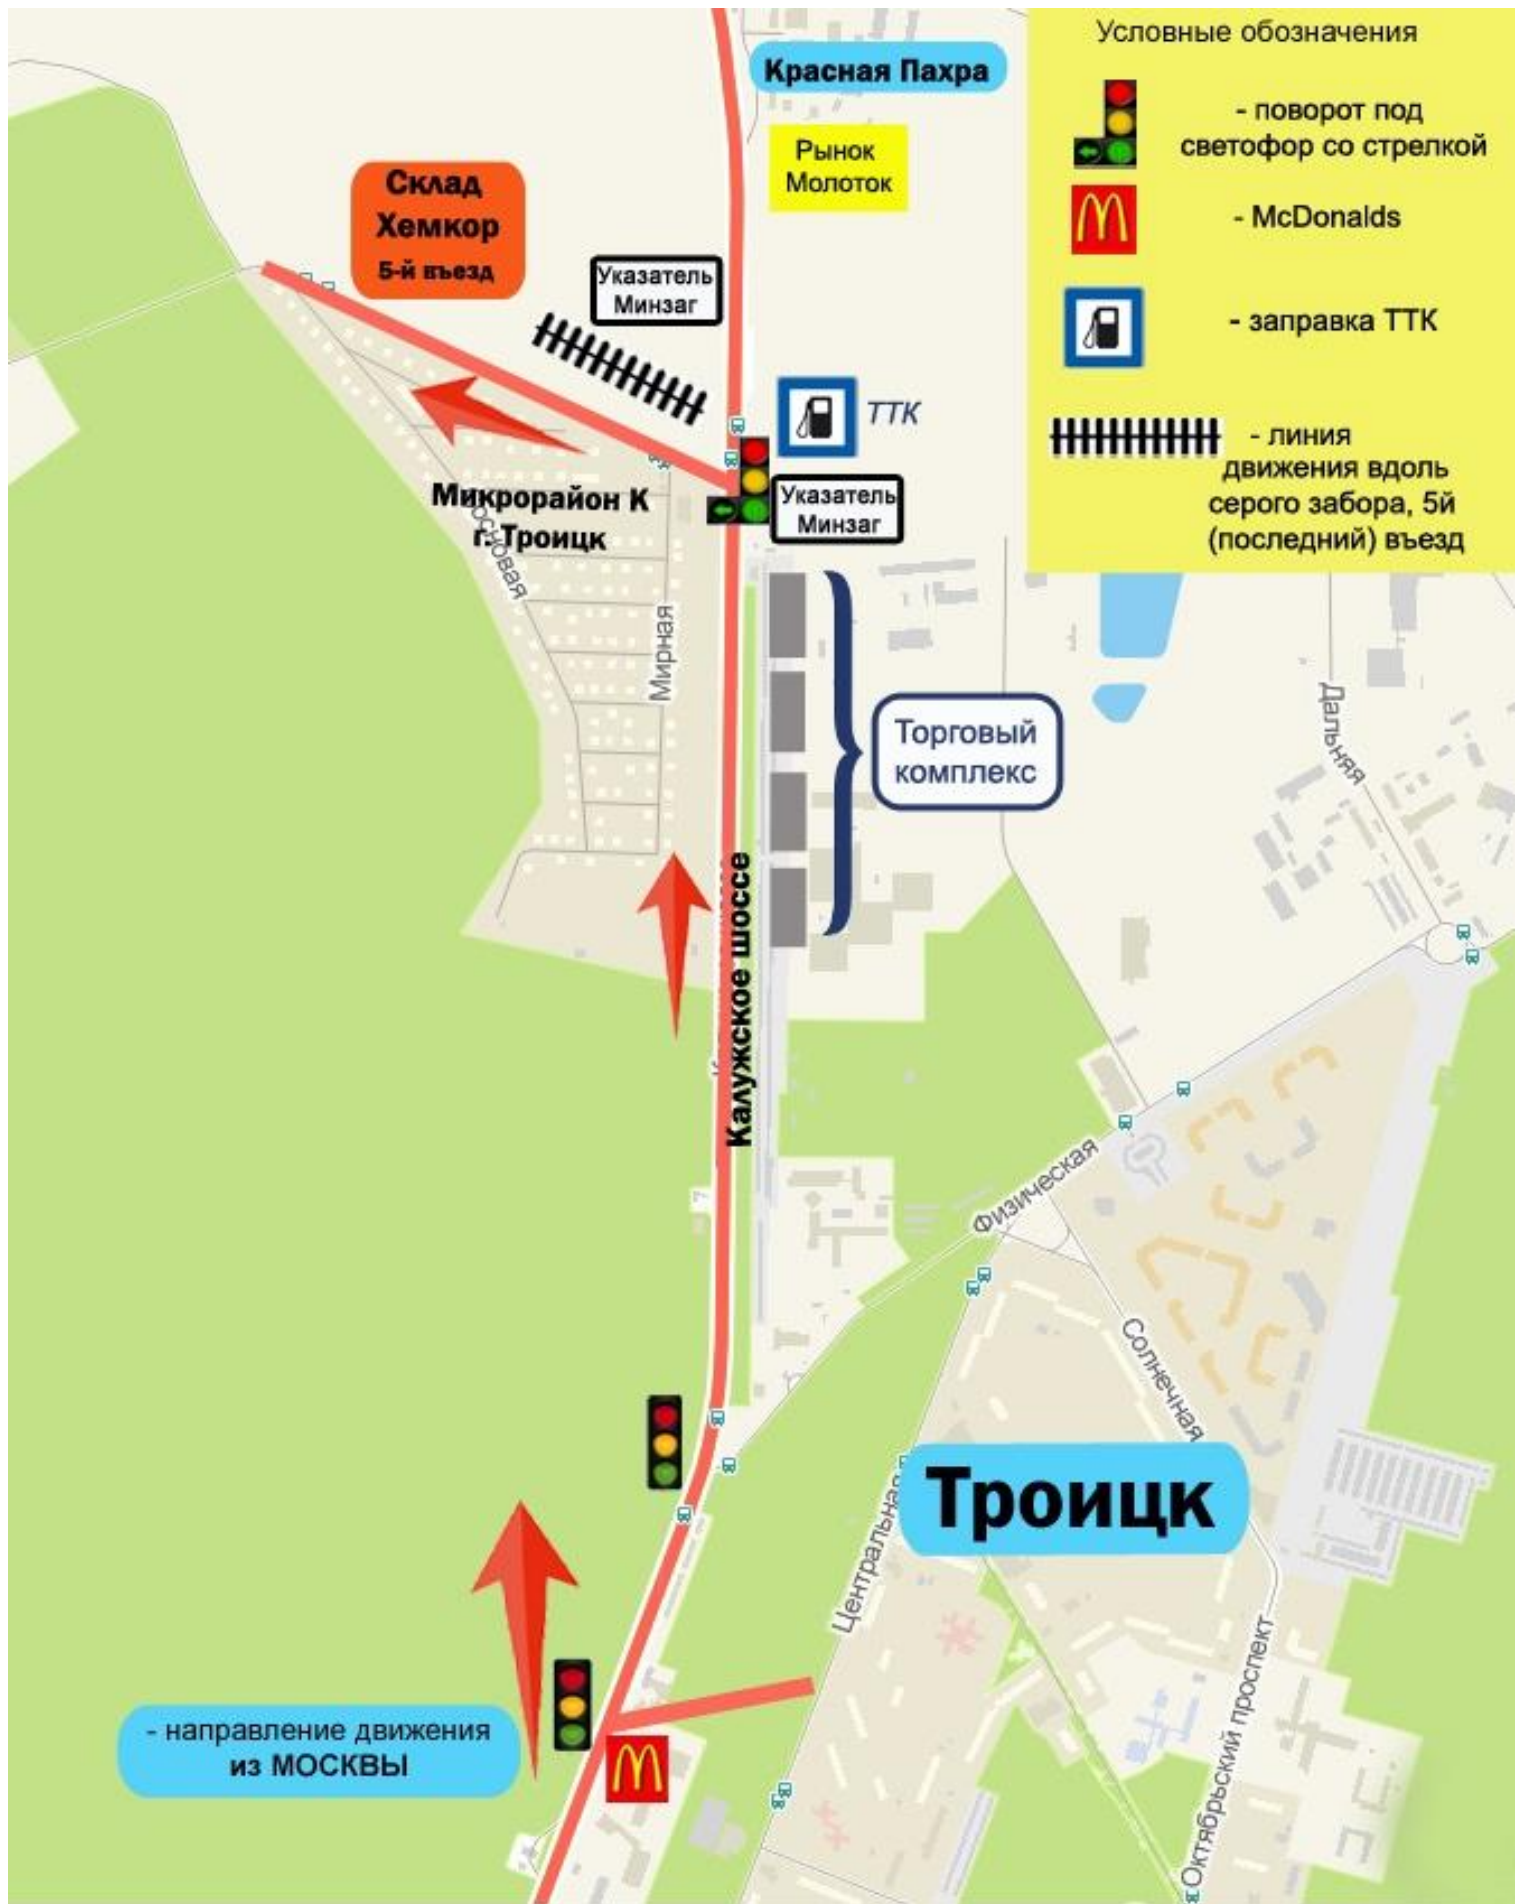 Условные обозначения
- поворот под
светофор со стрелкой
- McDonalds
- заправка ТТК
- линия
движения вдоль
серого забора, 5й
(последний) въезд
Красная Пахра
Рынок
Молоток
Склад
Хемкор
5-й въезд
Указатель
Минзаг
ТТК
Указатель
Минзаг
Микрорайон К
г. Троицк
основая
Мирная
Торговый
комплекс
Дальняя
Калужское шоссе
7
Физическая
Солнечная
Троицк
Центральная
Октябрьский проспект
- направление движения
из МОСКВЫ